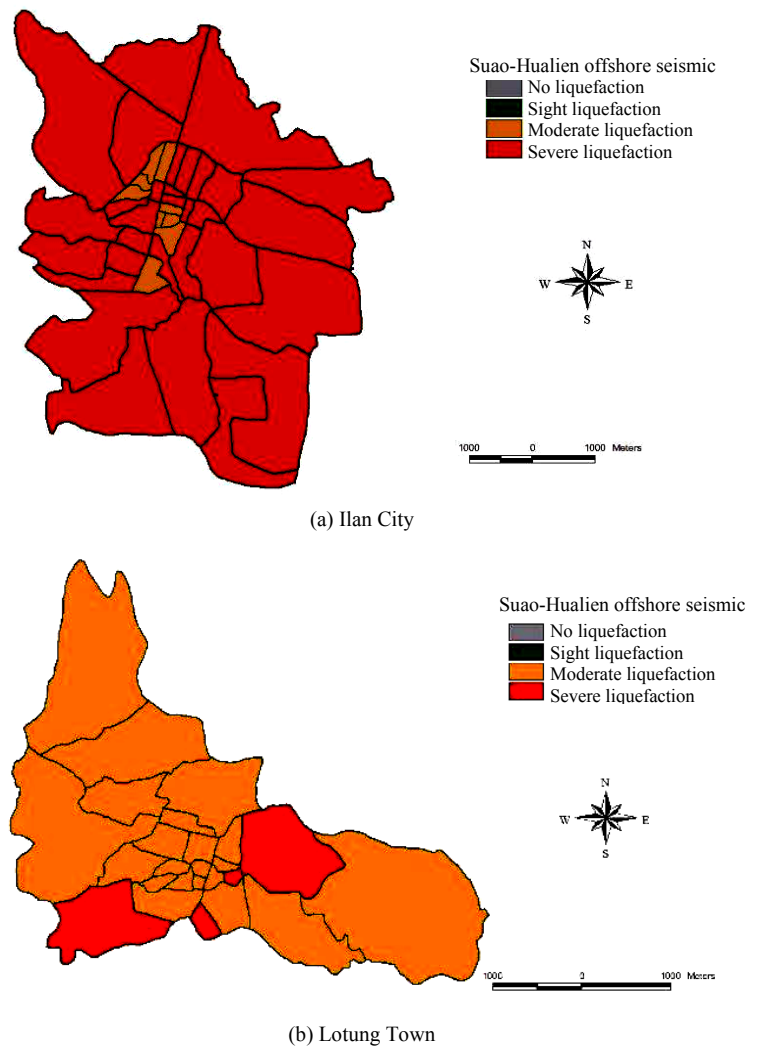 Suao-Hualien offshore seismic
No liquefaction
Sight liquefaction
Moderate liquefaction
Severe liquefaction
N
W E
S
1000 0 1000 Meters
(a) Ilan City
Suao-Hualien offshore seismic
No liquefaction
Sight liquefaction
Moderate liquefaction
Severe liquefaction
N
W E
S
1000 0 1000 Meters
(b) Lotung Town